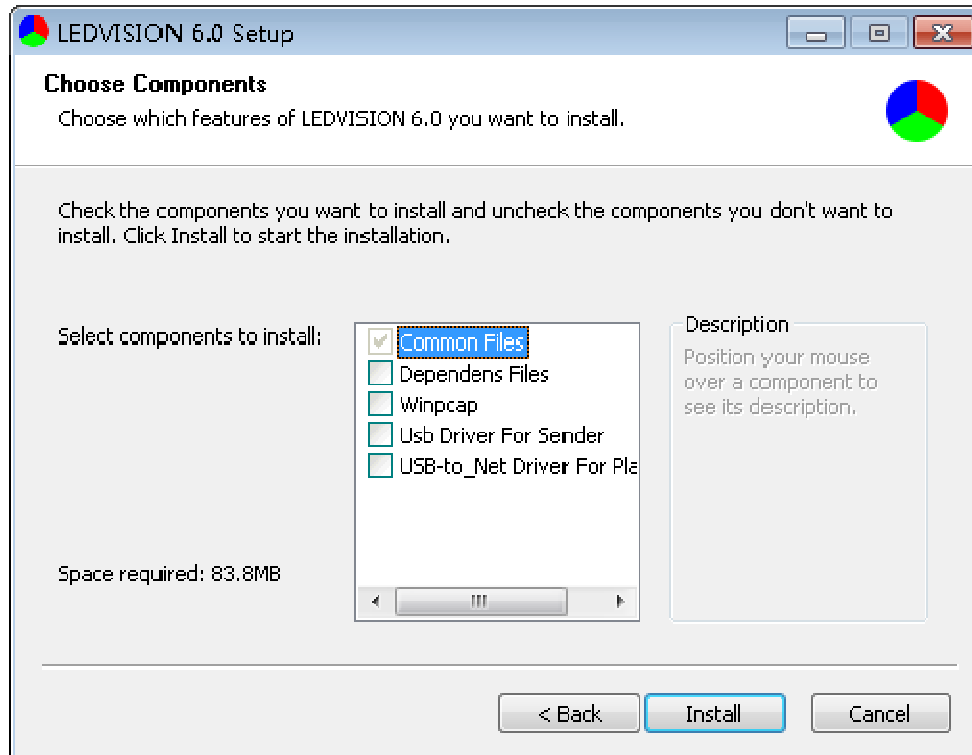 LEDVISION 6.0 Setup
Choose Components
Choose which features of LEDVISION 6.0 you want to install.
Check the components you want to install and uncheck the components you don't want to
install. Click Install to start the installation.
Select components to install:
Common Files
Dependens Files
Winpcap
Usb Driver For Sender
USB-to_Net Driver For Pla
Description
Position your mouse
over a component to
see its description.
Space required: 83.8MB
< Back
Install
Cancel